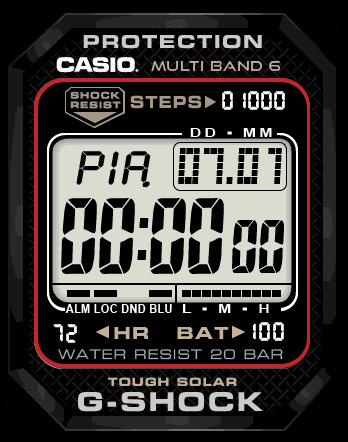 PROTECTION
CASIO. MULTI BAND 6
SHOCK RESIST STEPS 01000
DD - MM
PIA. 07.07
00:00 00
ALM LOC DND BLU L - M - H
72 HR BAT 100
WATER RESIST 20 BAR
TOUGH SOLAR
G-SHOCK